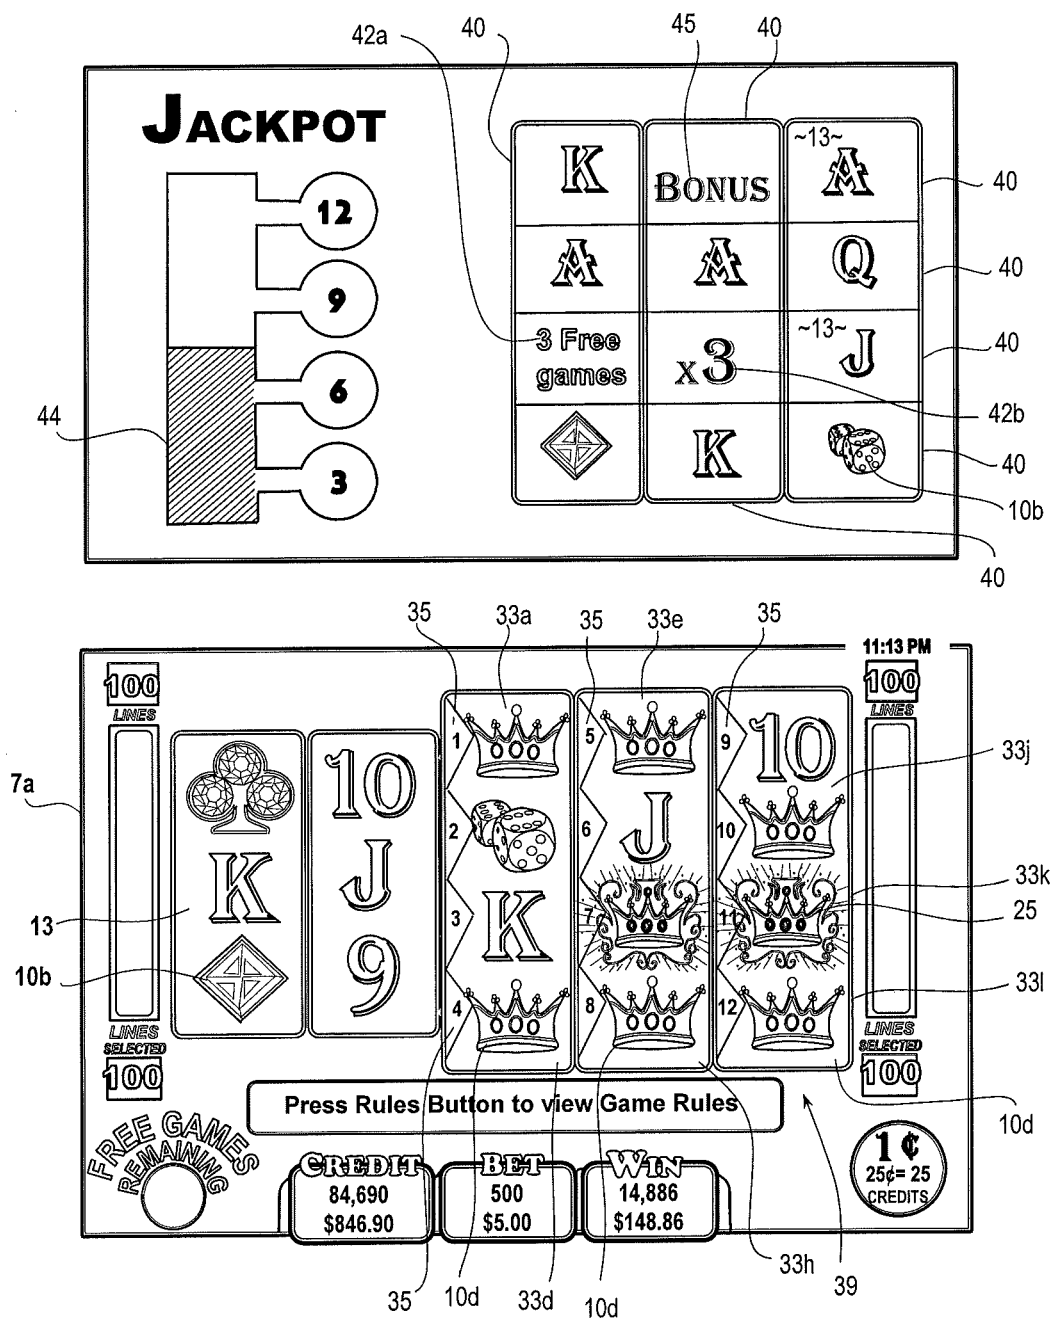 42a 40 45 40
JACKPOT
12
9
6
3
44
K BONUS ~13~ A
A A Q
3 Free
games x3 ~13~ J
K
40
40
40
42b
40
10b
40
35 33a 35 33e 35
11:13 PM
100
LINES
100
LINES
7a
1 5 9 10
10
33j
2 6 J 10
K J
33k
25
3 K 7 11
13
10b
9
33l
4 8 12
LINES
SELECTED
100
LINES
SELECTED
100
Press Rules Button to view Game Rules
10d
FREE GAMES
REMAINING
CREDIT BET WIN
84,690 500 14,886
$846.90 $5.00 $148.86
1 ¢
25¢= 25
CREDITS
35 10d 33d 10d 33h 39